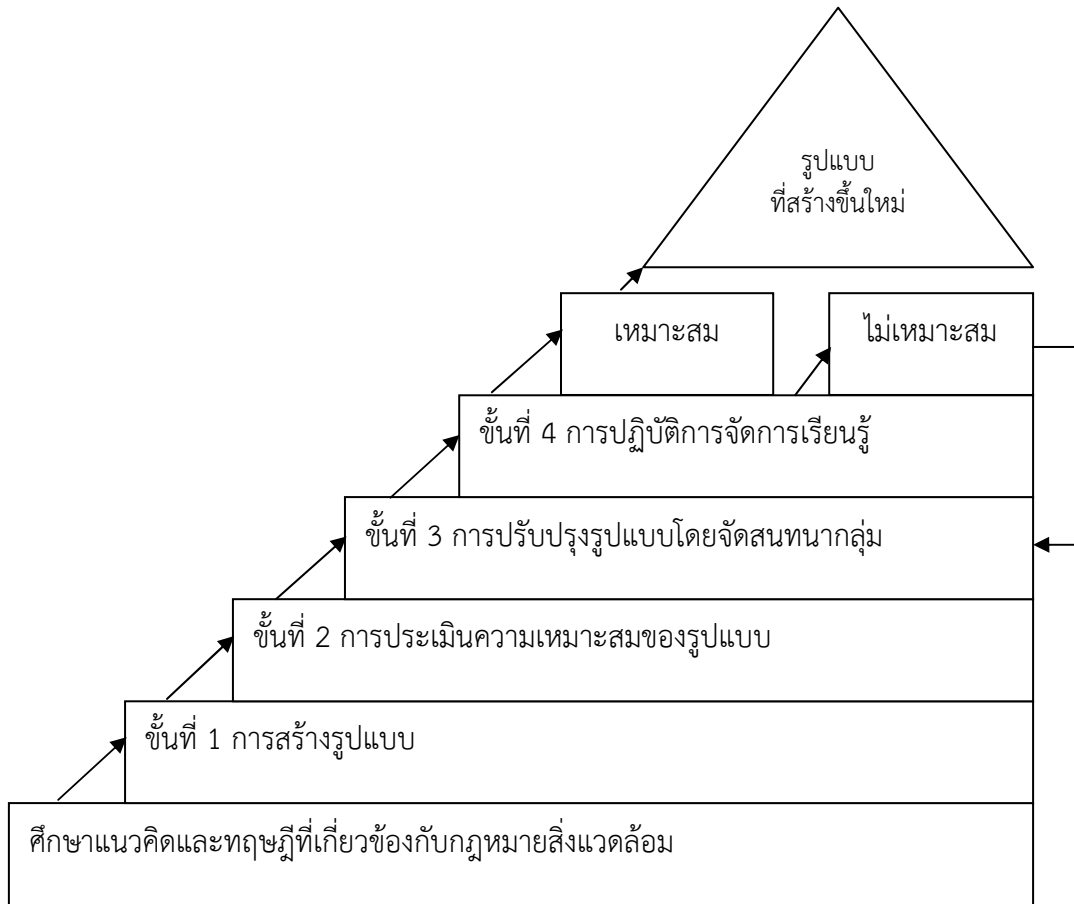 รูปแบบ
ที่สร้างขึ้นใหม่
เหมาะสม
ไม่เหมาะสม
ขั้นที่ 4 การปฏิบัติการจัดการเรียนรู้
ขั้นที่ 3 การปรับปรุงรูปแบบโดยจัดสนทนากลุ่ม
ขั้นที่ 2 การประเมินความเหมาะสมของรูปแบบ
ขั้นที่ 1 การสร้างรูปแบบ
ศึกษาแนวคิดและทฤษฎีที่เกี่ยวข้องกับกฎหมายสิ่งแวดล้อม